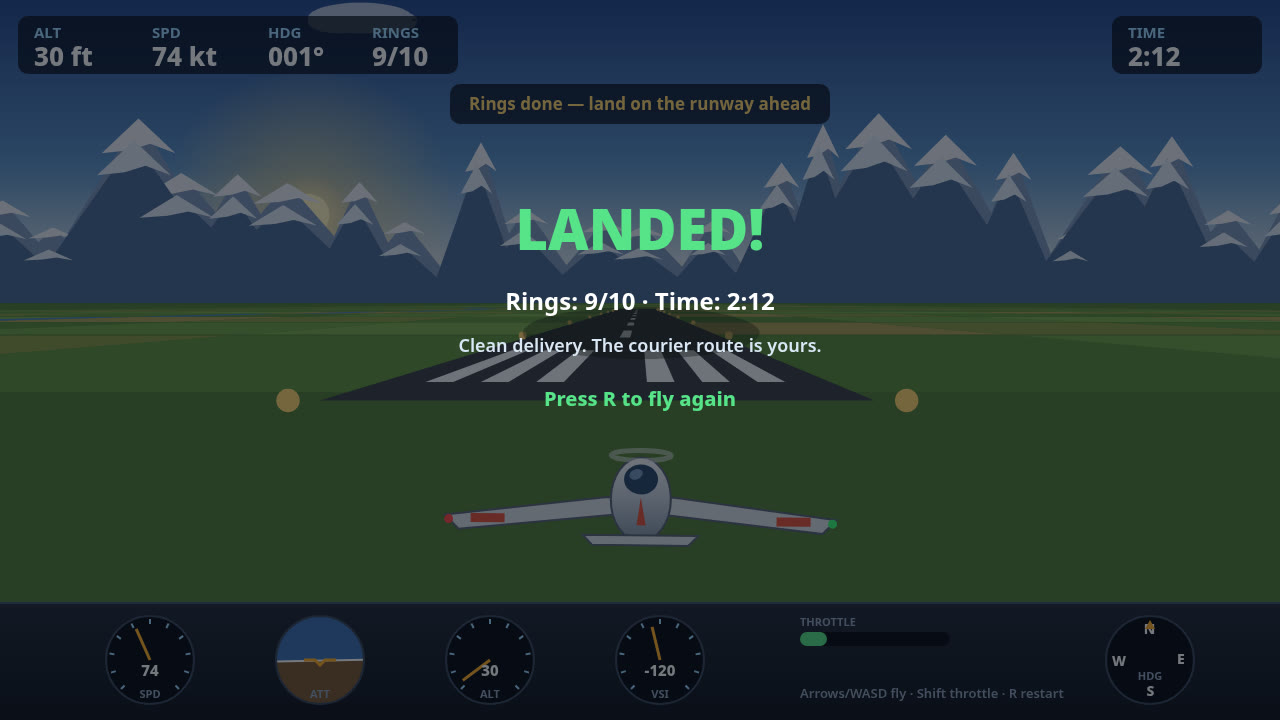 ALT SPD HDG RINGS TIME
30 ft 74 kt 001° 9/10 2:12
Rings done — land on the runway ahead
LANDED!
Rings: 9/10 · Time: 2:12
Clean delivery. The courier route is yours.
Press R to fly again
THROTTLE
N
74 30 -120 W E
HDG
SPD ATT ALT VSI Arrows/WASD fly · Shift throttle · R restart S